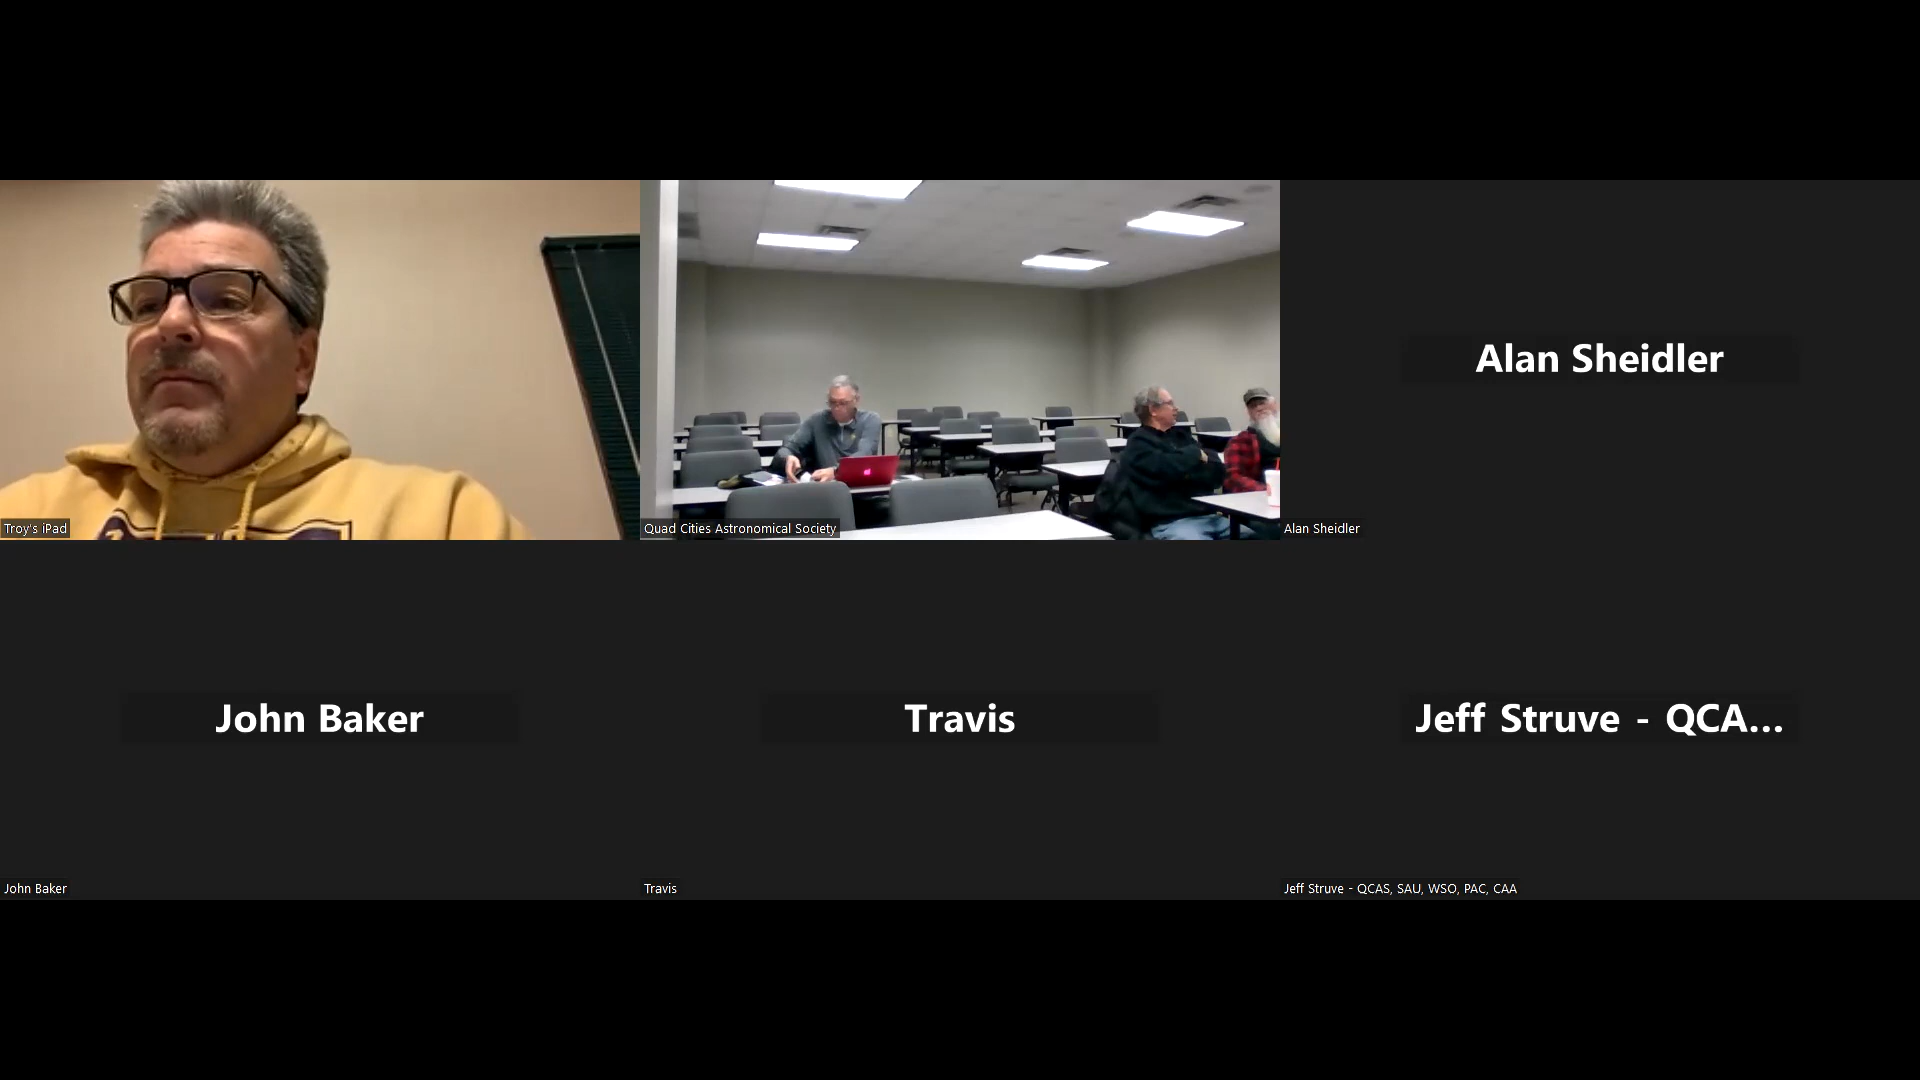 Troy's iPad
Quad Cities Astronomical Society
Alan Sheidler
Alan Sheidler
John Baker
John Baker
Travis
Travis
Jeff Struve - QCA...
Jeff Struve - QCAS, SAU, WSO, PAC, CAA